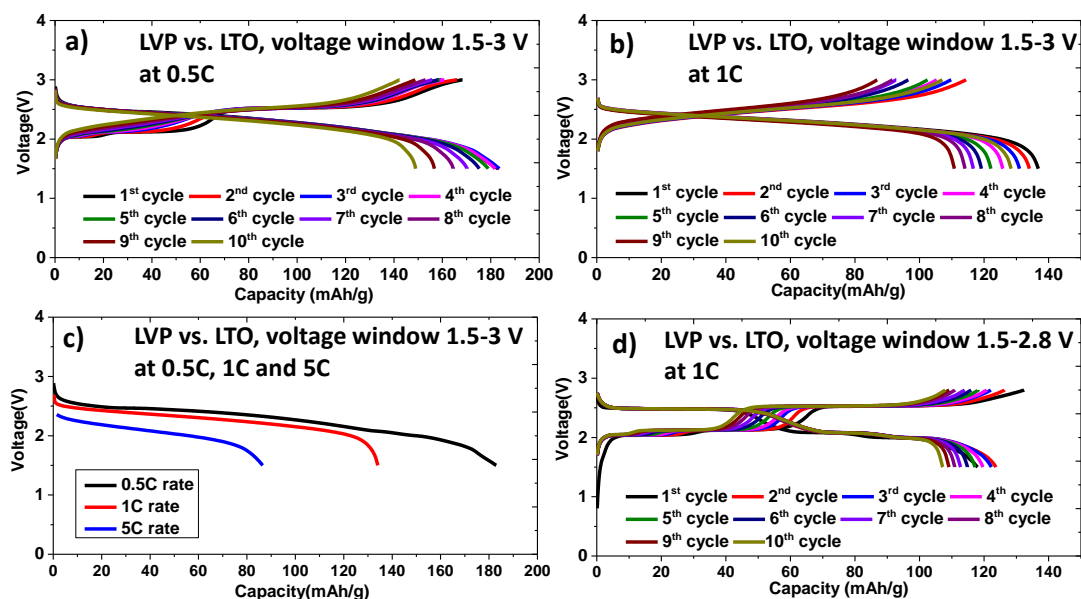 a)
LVP vs. LTO, voltage window 1.5-3 V
at 0.5C
Voltage(V)
4
3
2
1
0
1st cycle 2nd cycle 3rd cycle 4th cycle
5th cycle 6th cycle 7th cycle 8th cycle
9th cycle 10th cycle
0 20 40 60 80 100 120 140 160 180 200
Capacity (mAh/g)
b)
LVP vs. LTO, voltage window 1.5-3 V
at 1C
Voltage(V)
4
3
2
1
0
1st cycle 2nd cycle 3rd cycle 4th cycle
5th cycle 6th cycle 7th cycle 8th cycle
9th cycle 10th cycle
0 20 40 60 80 100 120 140
Capacity(mAh/g)
c)
LVP vs. LTO, voltage window 1.5-3 V
at 0.5C, 1C and 5C
Voltage(V)
4
3
2
1
0
0.5C rate
1C rate
5C rate
0 20 40 60 80 100 120 140 160 180 200
Capacity(mAh/g)
d)
LVP vs. LTO, voltage window 1.5-2.8 V
at 1C
Voltage(V)
4
3
2
1
0
1st cycle 2nd cycle 3rd cycle 4th cycle
5th cycle 6th cycle 7th cycle 8th cycle
9th cycle 10th cycle
0 20 40 60 80 100 120 140
Capacity (mAh/g)